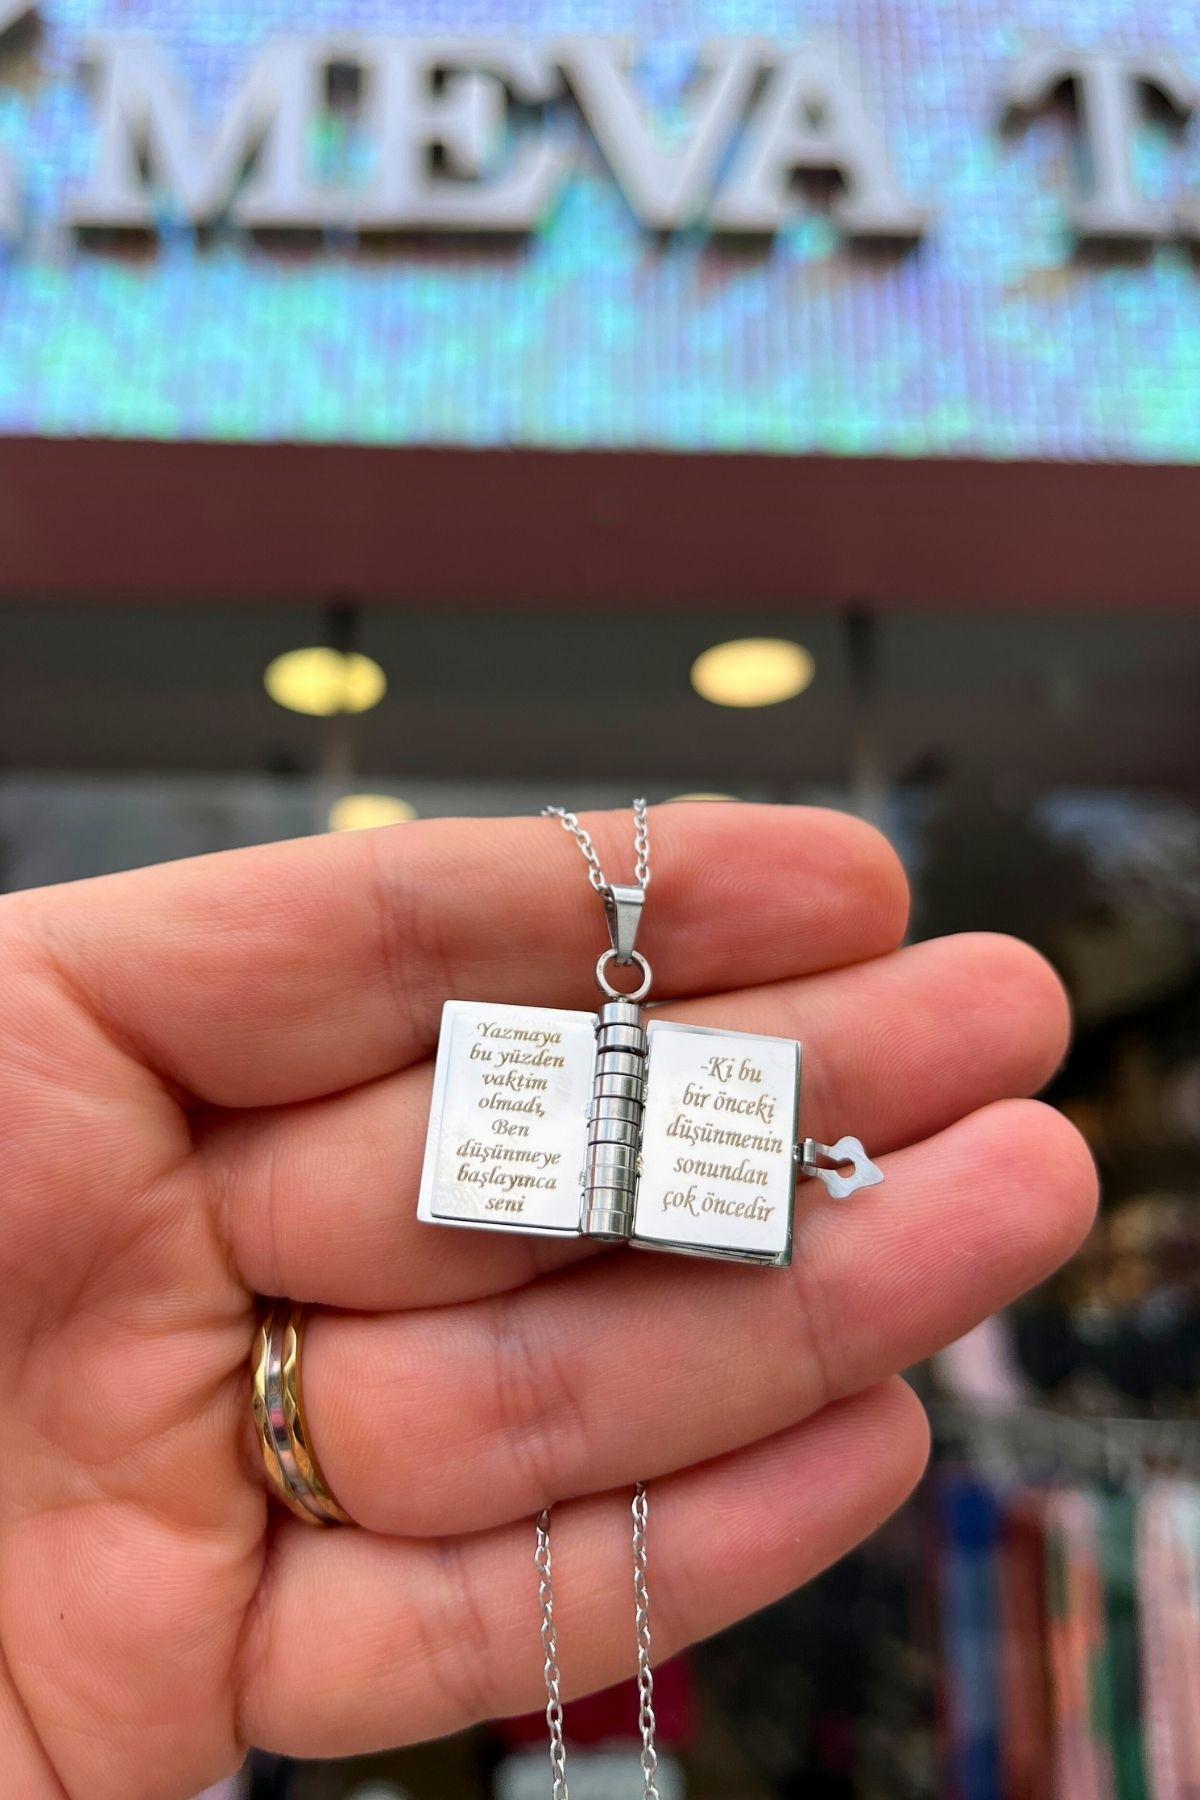 MEVA T
Yazmaya
bu yüzden
vaktim
olmadı,
Ben
düşünmeye
başlayınca
seni
-Ki bu
bir önceki
düşünmenin
sonundan
çok öncedir